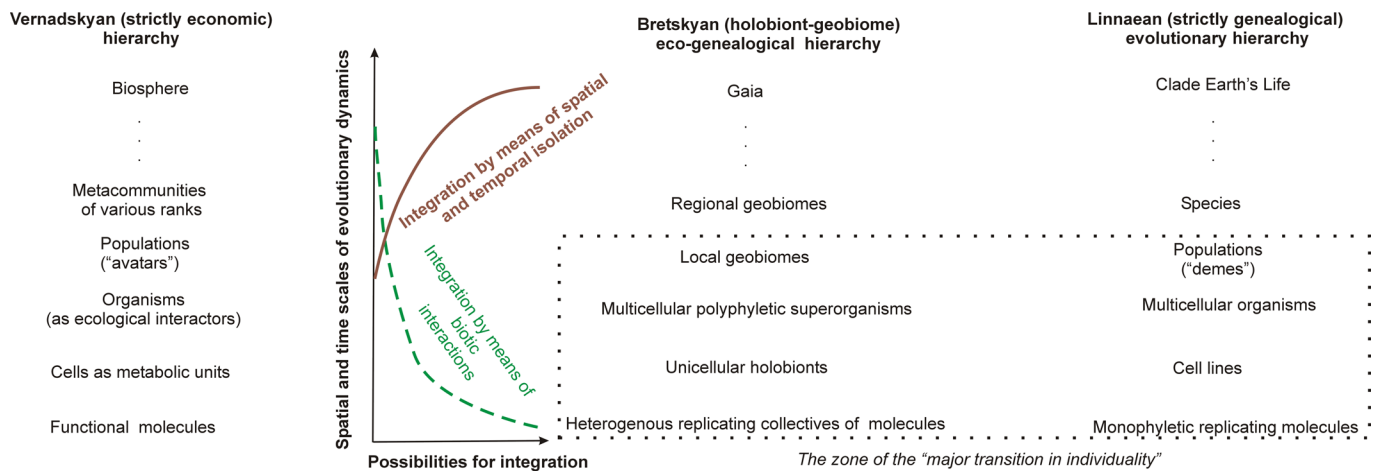 Vernadskyan (strictly economic)
hierarchy
Biosphere
.
.
.
Metacommunities
of various ranks
Populations
(“avatars”)
Organisms
(as ecological interactors)
Cells as metabolic units
Functional molecules
Spatial and time scales of evolutionary dynamics
Integration by means of spatial
and temporal isolation
Integration by means of
biotic
interactions
Possibilities for integration
Bretskyan (holobiont-geobiome)
eco-genealogical hierarchy
Gaia
.
.
.
Regional geobiomes
Local geobiomes
Multicellular polyphyletic superorganisms
Unicellular holobionts
Heterogenous replicating collectives of molecules
Linnaean (strictly genealogical)
evolutionary hierarchy
Clade Earth’s Life
.
.
.
Species
Populations
(“demes”)
Multicellular organisms
Cell lines
Monophyletic replicating molecules
The zone of the “major transition in individuality”